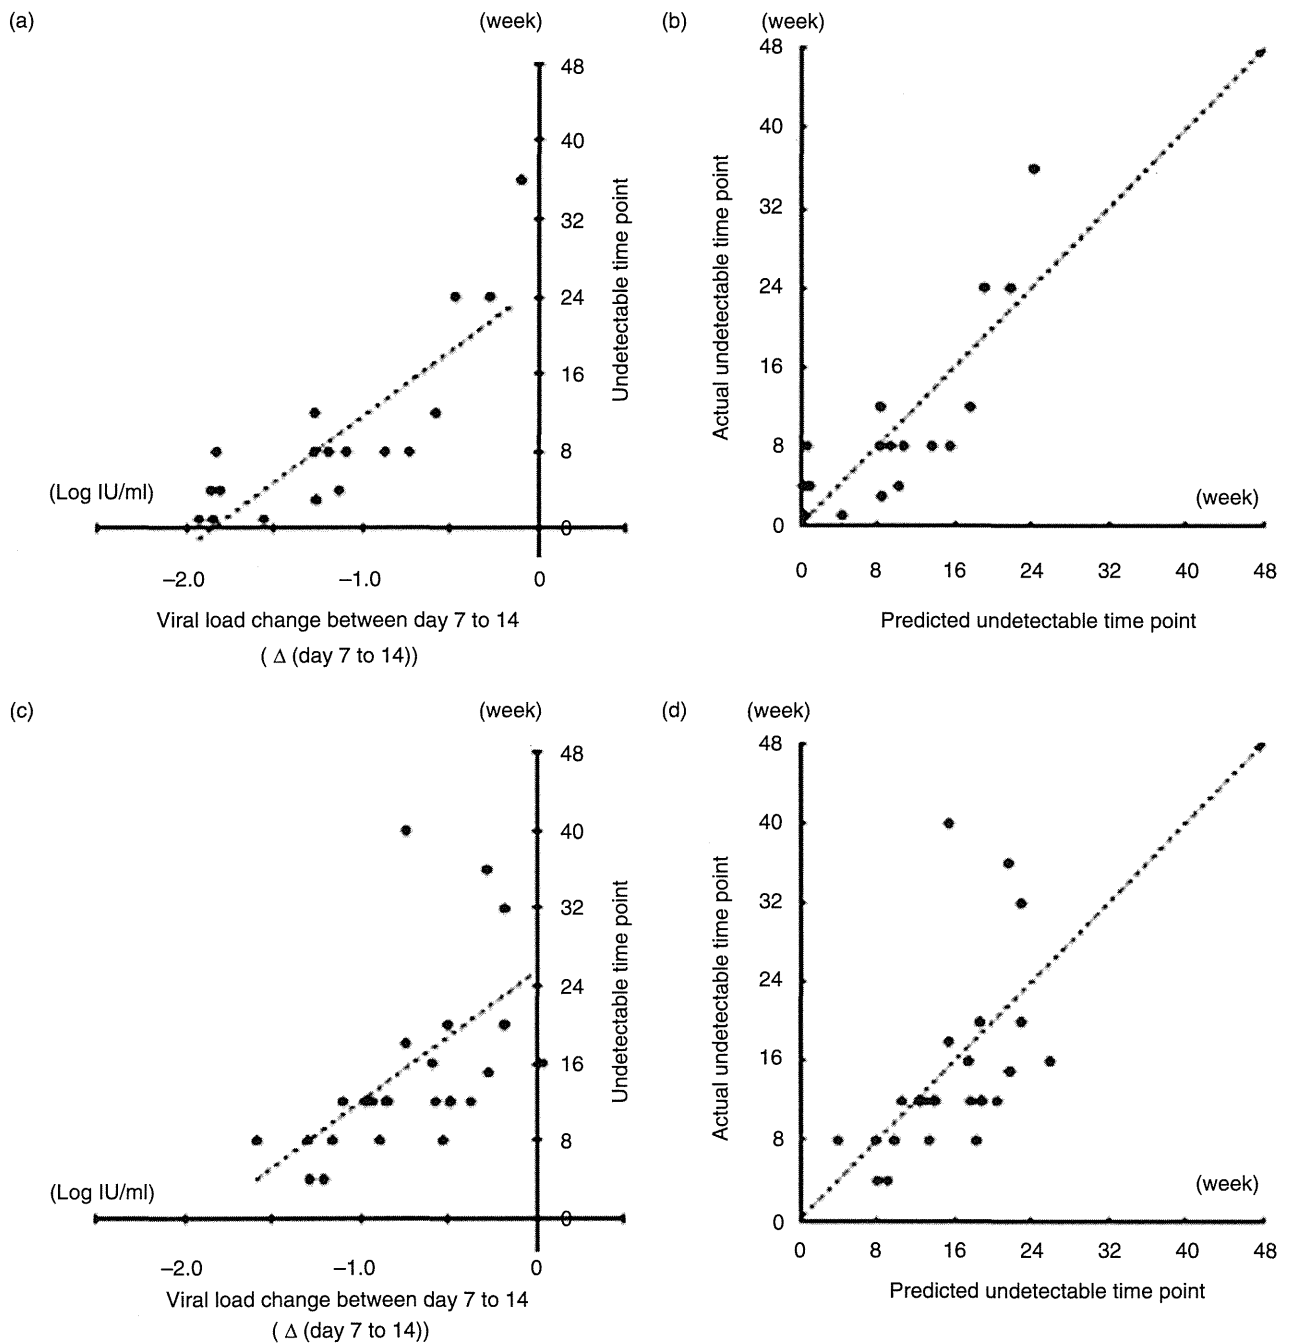 (a)
(week)
48
40
32
24
16
8
0
Undetectable time point
(Log IU/ml)
–2.0
–1.0
0
Viral load change between day 7 to 14
( Δ (day 7 to 14))
(b)
(week)
48
40
32
24
16
8
0
Actual undetectable time point
(week)
0
8
16
24
32
40
48
Predicted undetectable time point
(c)
(week)
48
40
32
24
16
8
0
Undetectable time point
(Log IU/ml)
–2.0
–1.0
0
Viral load change between day 7 to 14
( Δ (day 7 to 14))
(d)
(week)
48
40
32
24
16
8
0
Actual undetectable time point
(week)
0
8
16
24
32
40
48
Predicted undetectable time point